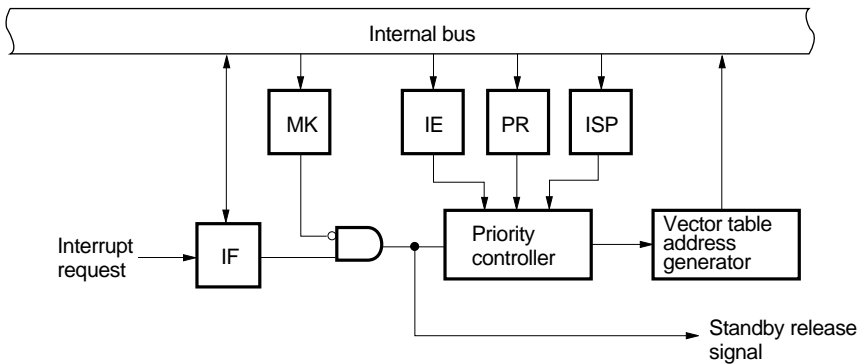 Internal bus
MK
IE
PR
ISP
Interrupt
request
IF
Priority
controller
Vector table
address
generator
Standby release
signal